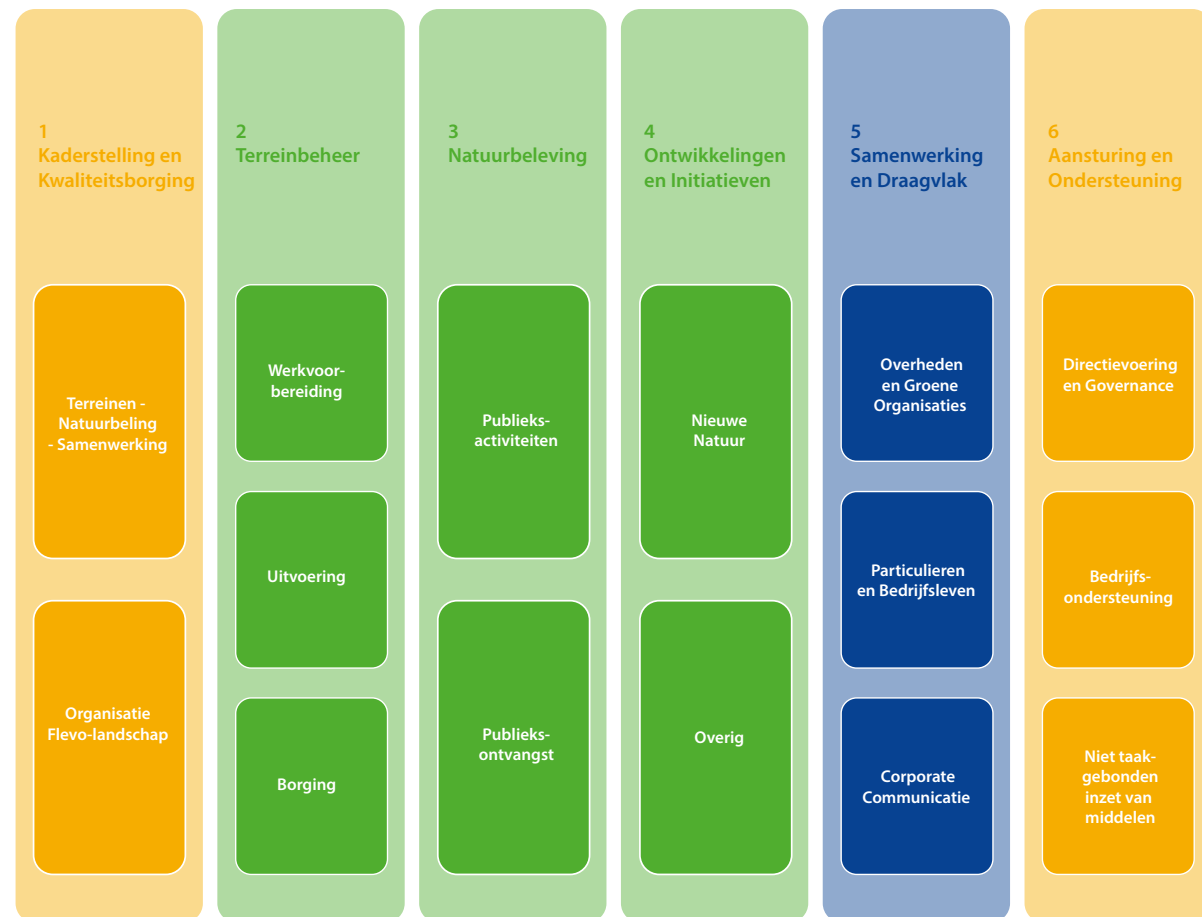 1
Kaderstelling en
Kwaliteitsborging
Terreinen -
Natuurbeling
- Samenwerking
Organisatie
Flevo-landschap
2
Terreinbeheer
Werkvoor-
bereiding
Uitvoering
Borging
3
Natuurbeleving
Publieks-
activiteiten
Publieks-
ontvangst
4
Ontwikkelingen
en Initiatieven
Nieuwe
Natuur
Overig
5
Samenwerking
en Draagvlak
Overheden
en Groene
Organisaties
Particulieren
en Bedrijfsleven
Corporate
Communicatie
6
Aansturing en
Ondersteuning
Directievoering
en Governance
Bedrijfs-
ondersteuning
Niet taak-
gebonden
inzet van
middelen